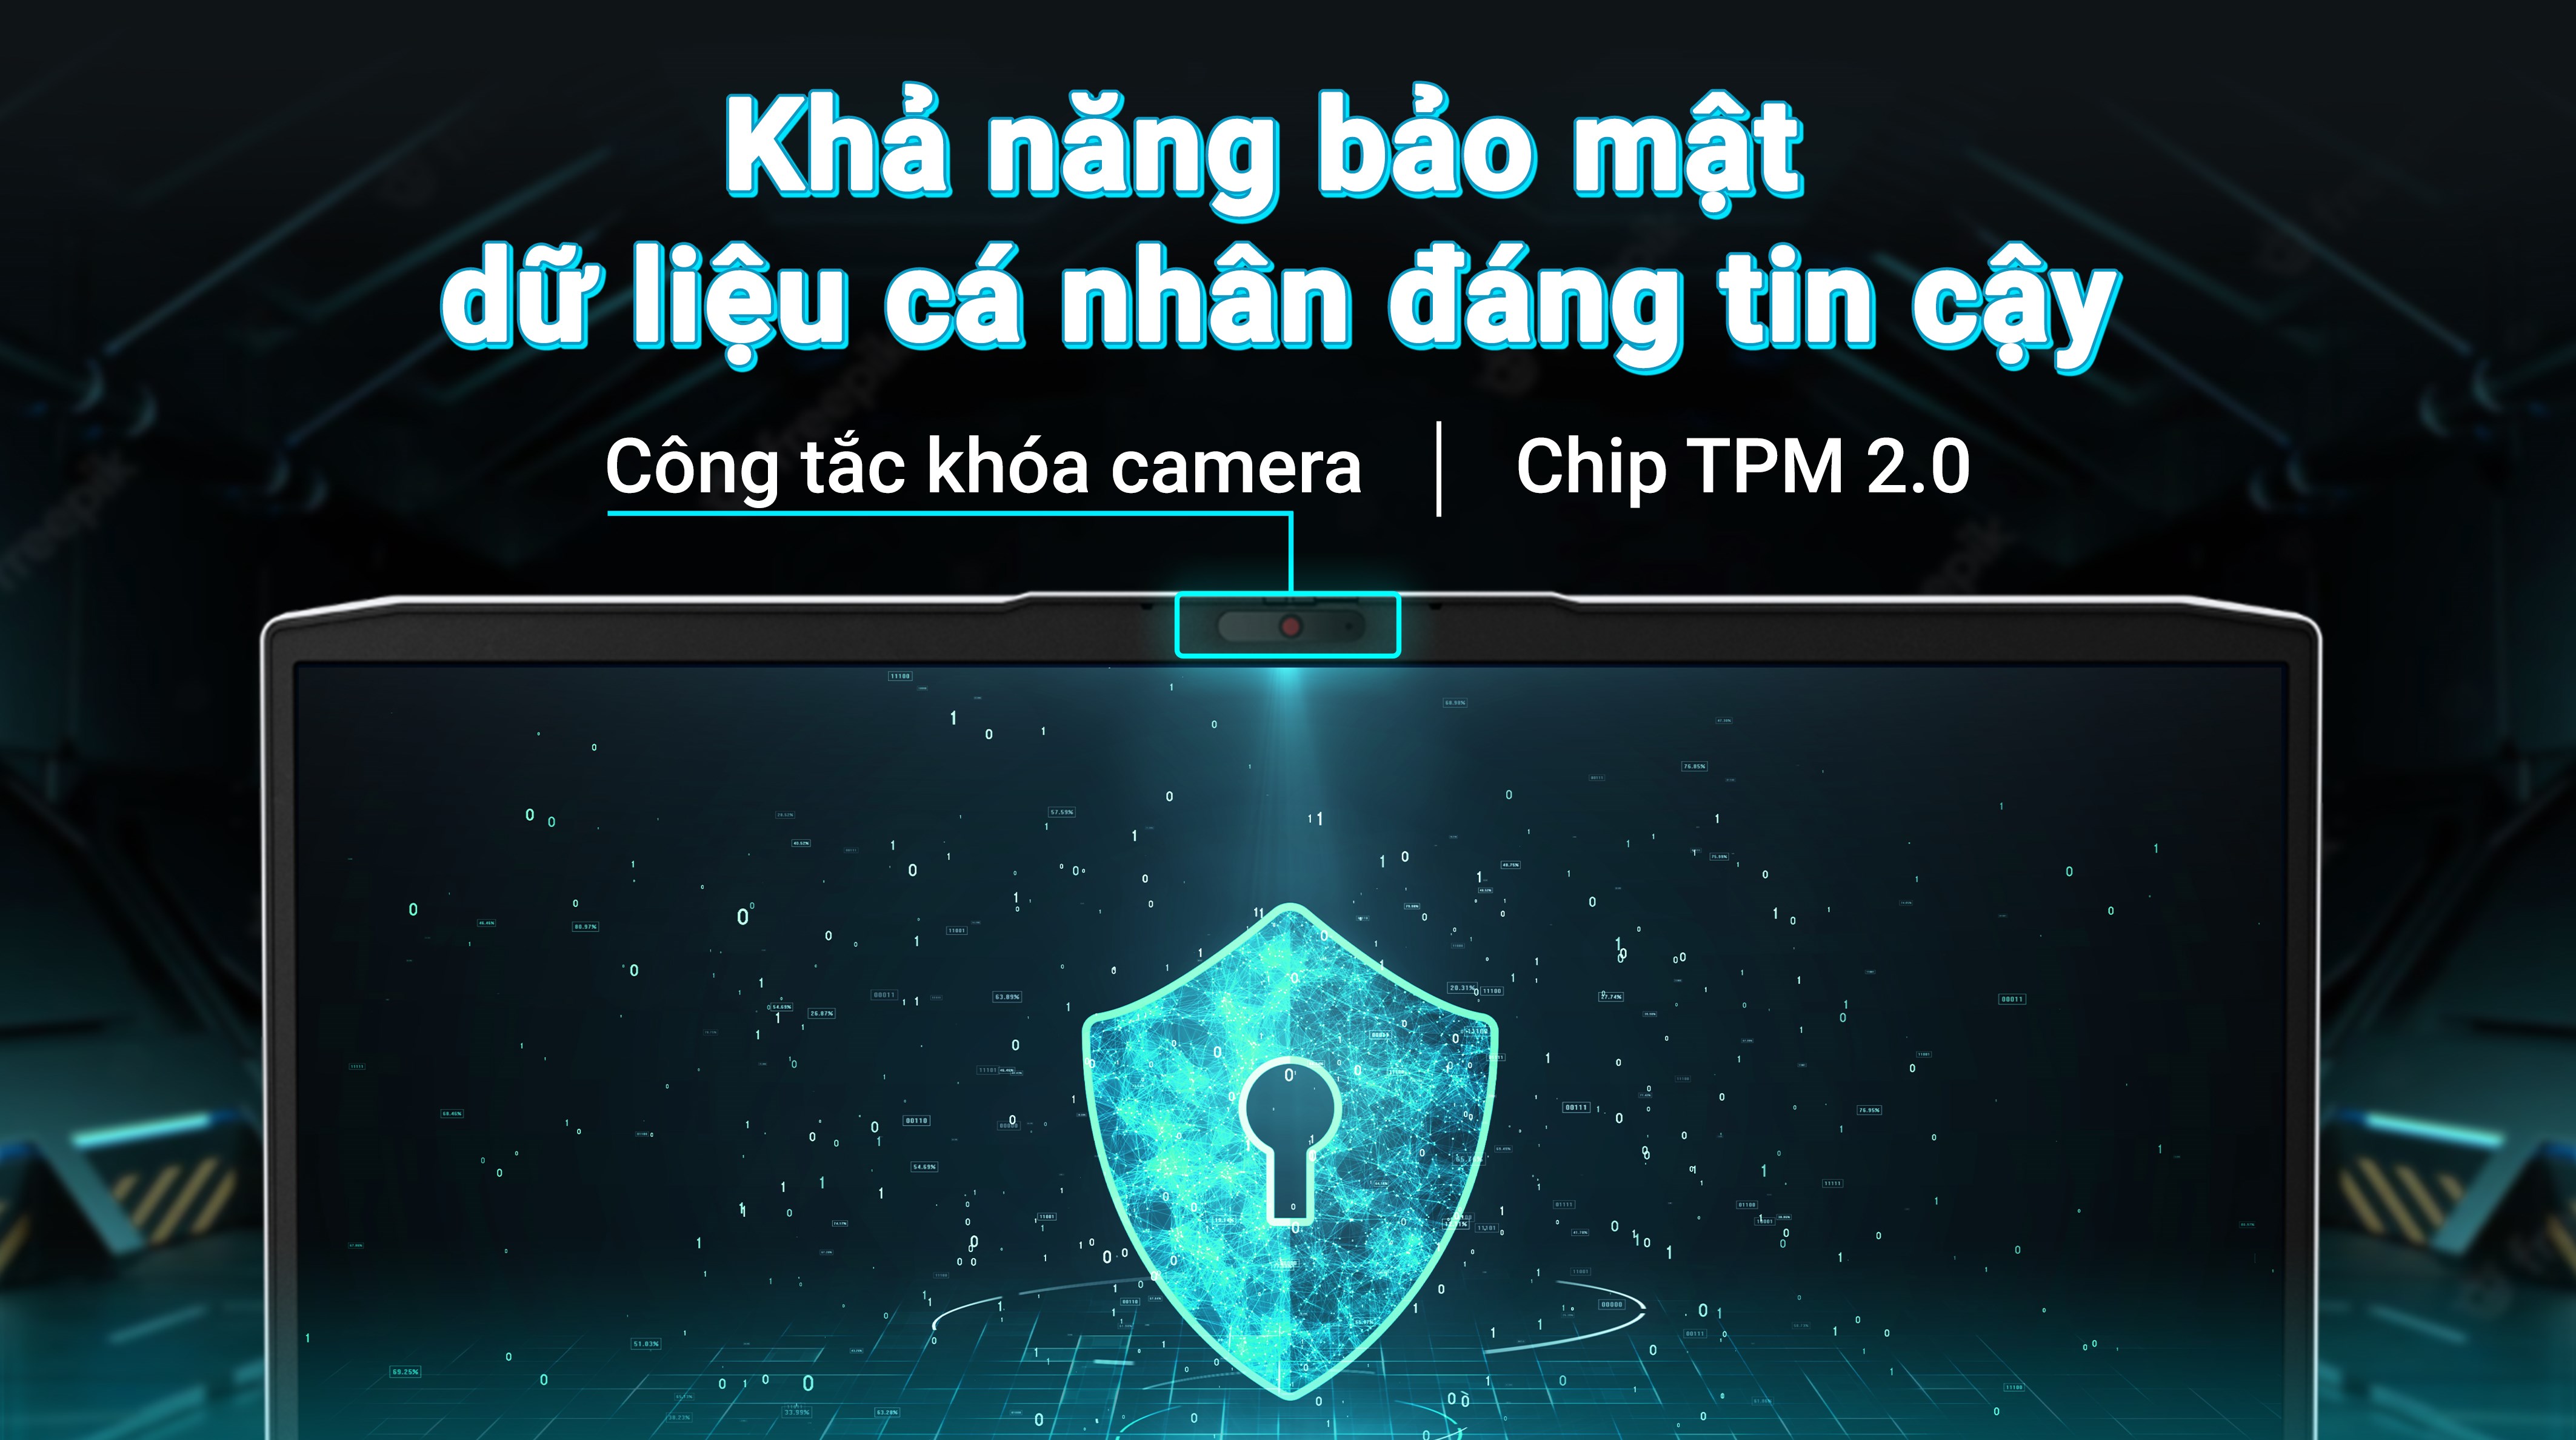 Khả năng bảo mật
dữ liệu cá nhân đáng tin cậy
Công tắc khóa camera | Chip TPM 2.0